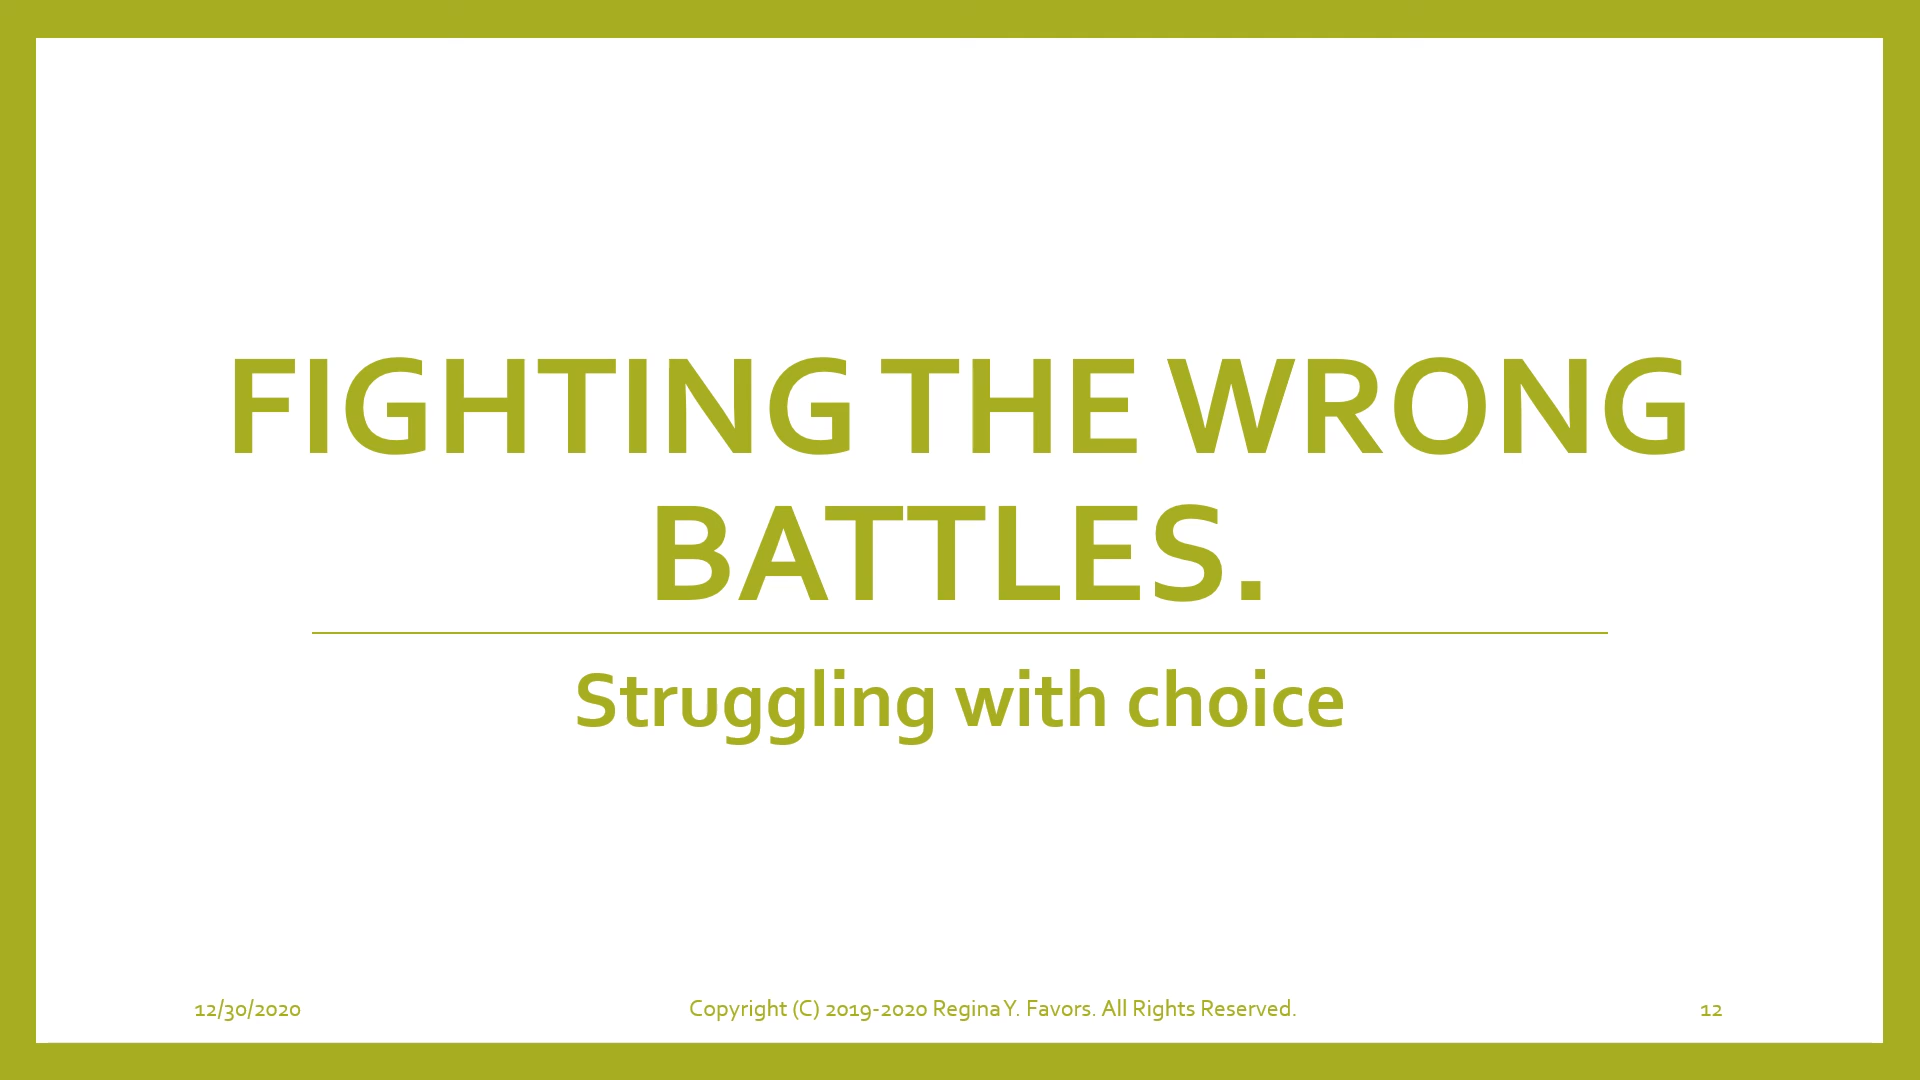 FIGHTING THE WRONG
BATTLES.
Struggling with choice
12/30/2020
Copyright (C) 2019-2020 Regina Y. Favors. All Rights Reserved.
12